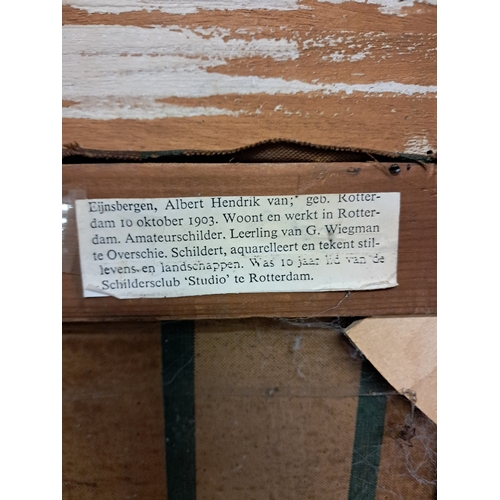 Eijnsbergen, Albert Hendrik van; geb. Rotter-
dam 10 oktober 1903. Woont en werkt in Rotter-
dam. Amateurschilder. Leerling van G. Wiegman
te Overschie. Schildert, aquarelleert en tekent stil-
levens en landschappen. Was 10 jaar lid van de
Schildersclub 'Studio' te Rotterdam.